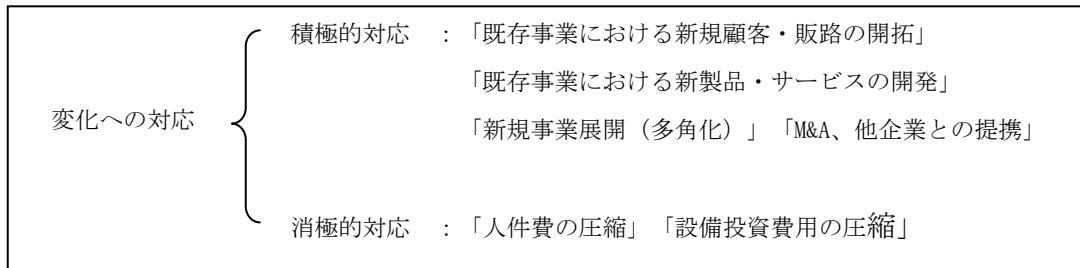 積極的対応 :「既存事業における新規顧客・販路の開拓」
「既存事業における新製品・サービスの開発」
変化への対応
「新規事業展開（多角化）」「M&A、他企業との提携」
消極的対応 :「人件費の圧縮」「設備投資費用の圧縮」